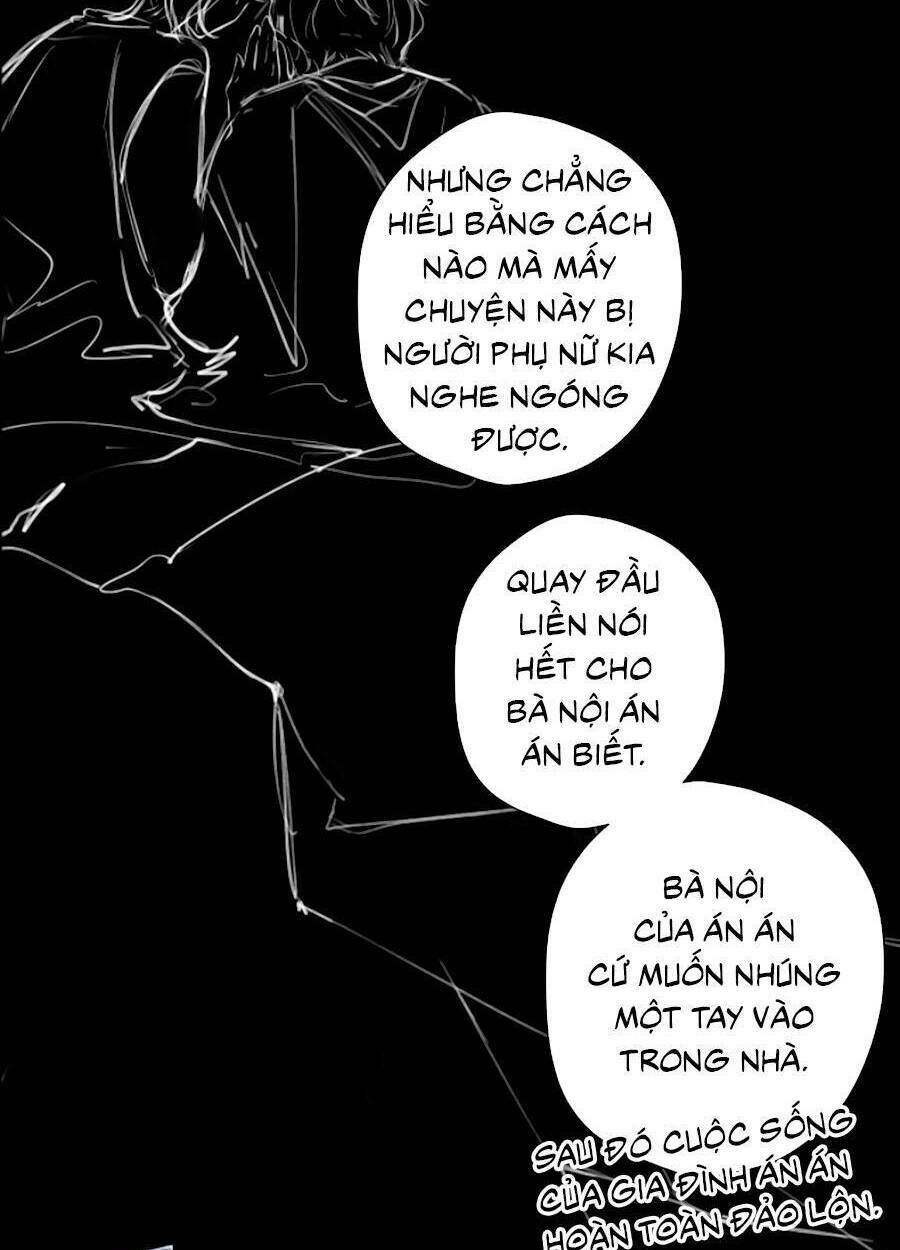 NHƯNG CHẲNG
HIỂU BẰNG CÁCH
NÀO MÀ MẤY
CHUYỆN NÀY BỊ
NGƯỜI PHỤ NỮ KIA
NGHE NGÓNG
ĐƯỢC.
QUAY ĐẦU
LIỀN NÓI
HẾT CHO
BÀ NỘI ÁN
ÁN BIẾT.
BÀ NỘI
CỦA ÁN ÁN
CỨ MUỐN NHÚNG
MỘT TAY VÀO
TRONG NHÀ.
SAU ĐÓ CUỘC SỐNG
CỦA GIA ĐÌNH ÁN ÁN
HOÀN TOÀN ĐẢO LỘN.